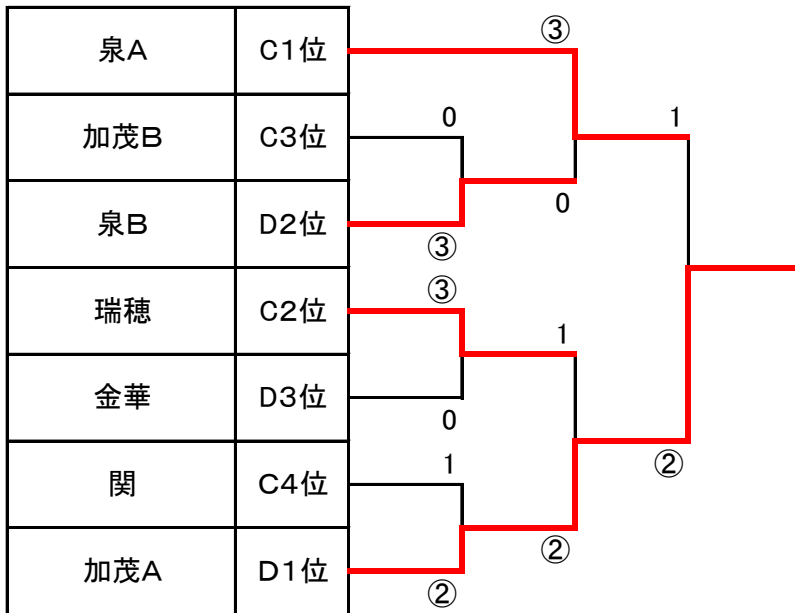 泉A C1位 ③
加茂B C3位 0 1
泉B D2位 ③ 0
瑞穂 C2位 ③ 1
金華 D3位 0
関 C4位 1 ②
加茂A D1位 ② ②